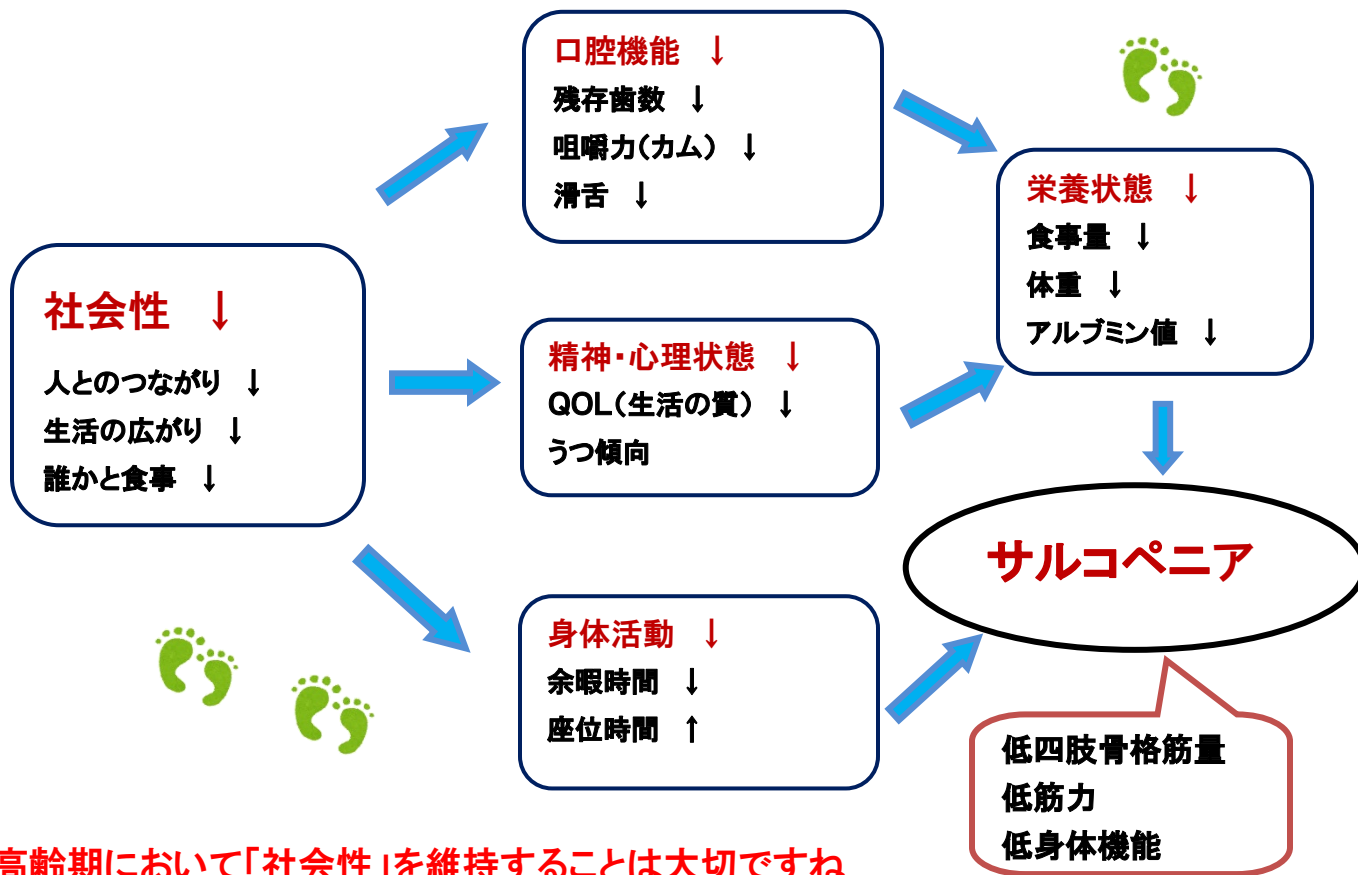 口腔機能 ↓
残存歯数 ↓
咀嚼力(カム) ↓
滑舌 ↓
栄養状態 ↓
食事量 ↓
体重 ↓
アルブミン値 ↓
社会性 ↓
人とのつながり ↓
生活の広がり ↓
誰かと食事 ↓
精神・心理状態 ↓
QOL(生活の質) ↓
うつ傾向
サルコペニア
身体活動 ↓
余暇時間 ↓
座位時間 ↑
低四肢骨格筋量
低筋力
低身体機能
高齢期において「社会性」を維持することは大切ですね